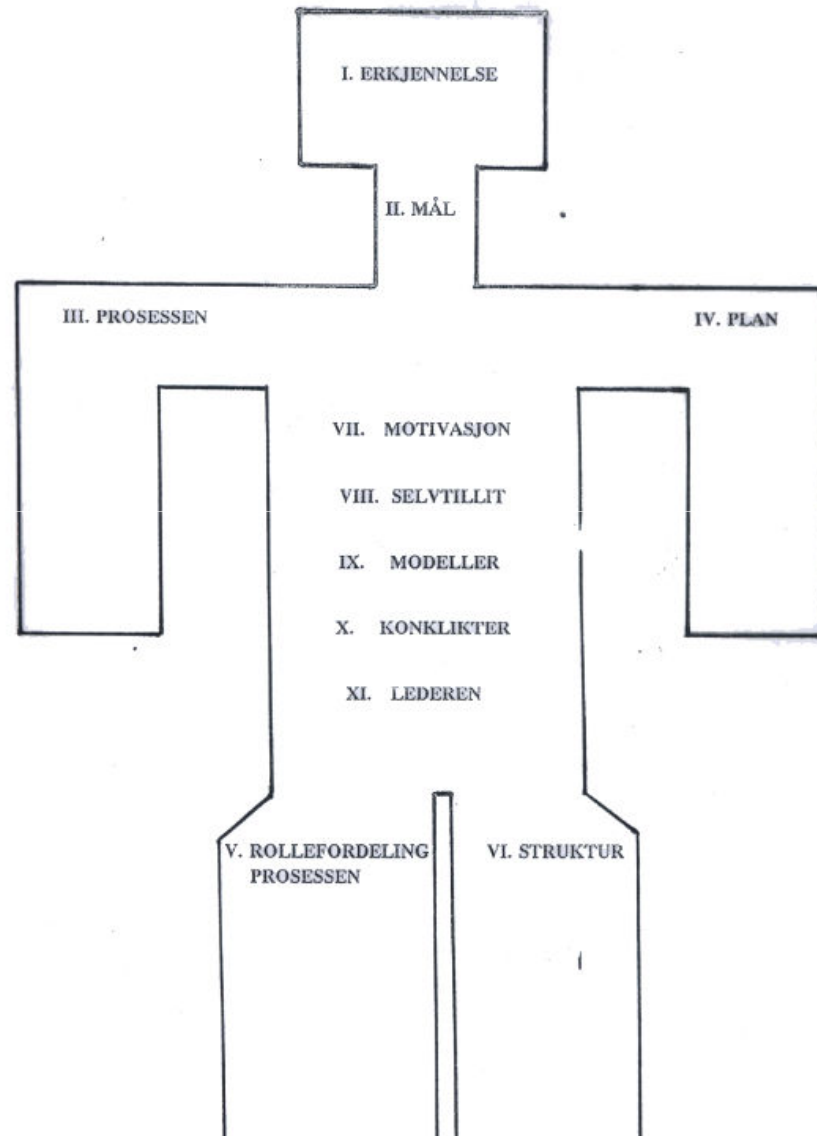 I. ERKJENNELSE
II. MÅL
III. PROSESSEN
IV. PLAN
VII. MOTIVASJON
VIII. SELVTILLIT
IX. MODELLER
X. KONKLIKTER
XI. LEDEREN
V. ROLLEFORDELING
PROSESSEN
VI. STRUKTUR